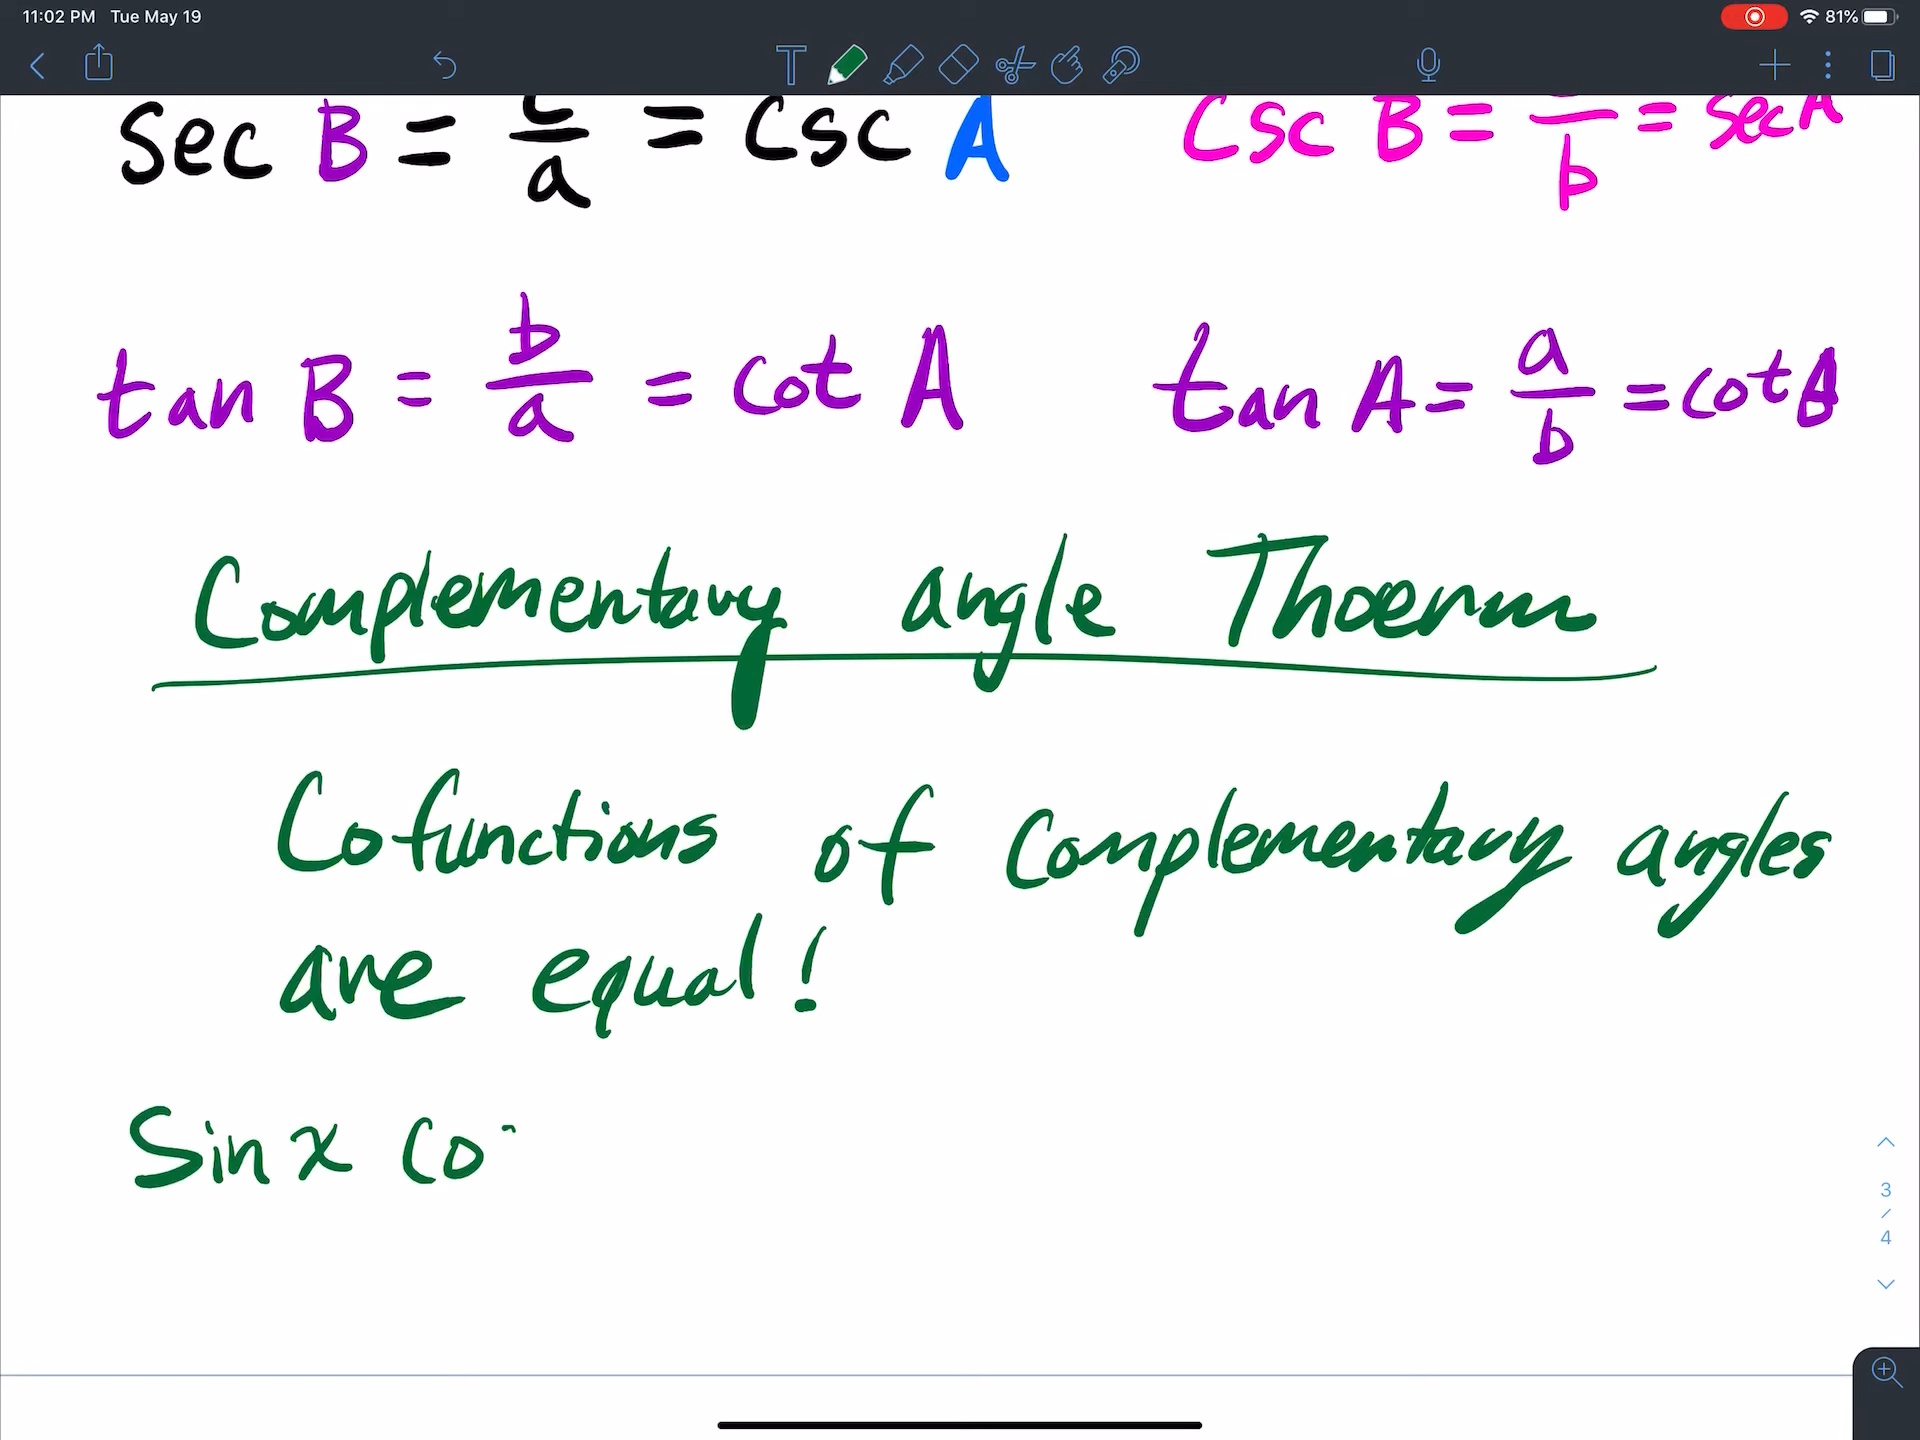 11:02 PM Tue May 19 81%
sec B = c/a = csc A csc B = /b = sec A
tan B = b/a = cot A tan A = a/b = cot B
Complementary angle Thoerm
Cofunctions of complementary angles
are equal!
Sin x Co
3
/
4